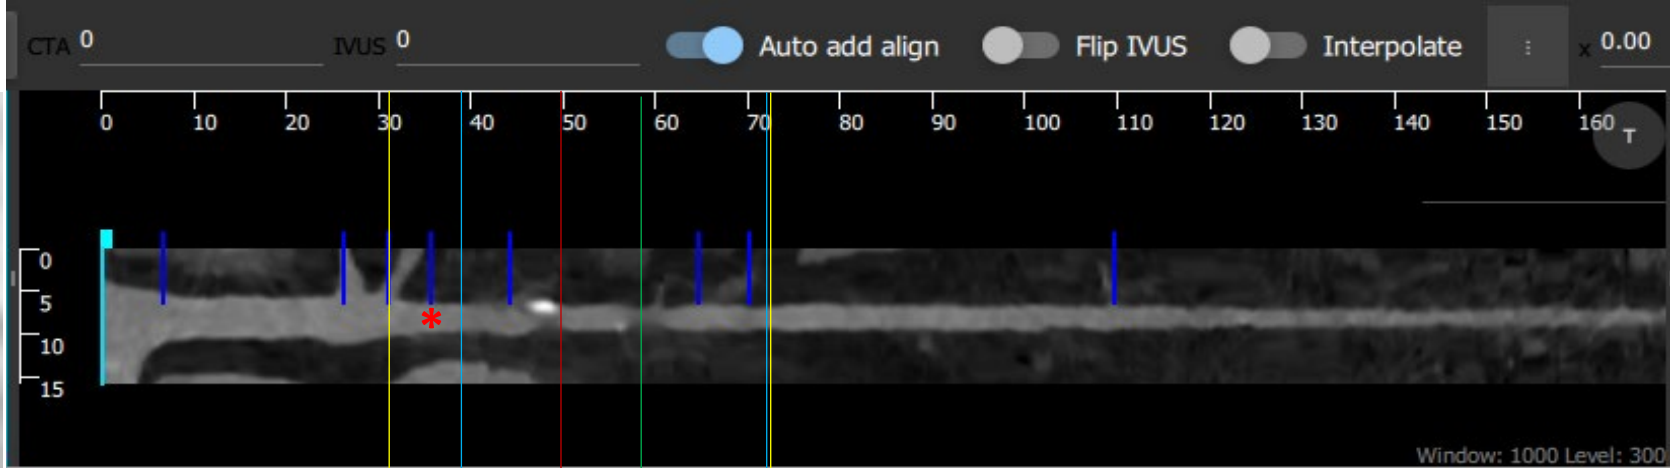 CTA 0 IVUS 0 Auto add align Flip IVUS Interpolate ⋮ x 0.00
0 10 20 30 40 50 60 70 80 90 100 110 120 130 140 150 160
T
0
5
*
10
15
Window: 1000 Level: 300